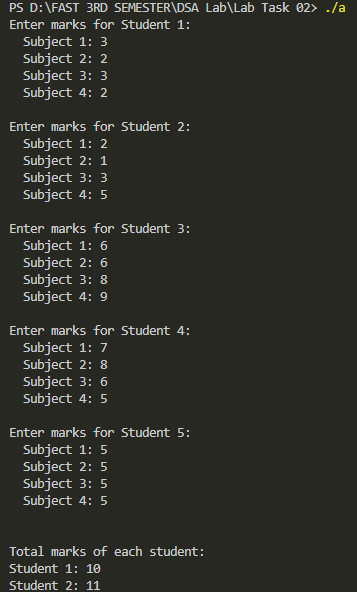 PS D:\FAST 3RD SEMESTER\DSA Lab\Lab Task 02> ./a
Enter marks for Student 1:
  Subject 1: 3
  Subject 2: 2
  Subject 3: 3
  Subject 4: 2

Enter marks for Student 2:
  Subject 1: 2
  Subject 2: 1
  Subject 3: 3
  Subject 4: 5

Enter marks for Student 3:
  Subject 1: 6
  Subject 2: 6
  Subject 3: 8
  Subject 4: 9

Enter marks for Student 4:
  Subject 1: 7
  Subject 2: 8
  Subject 3: 6
  Subject 4: 5

Enter marks for Student 5:
  Subject 1: 5
  Subject 2: 5
  Subject 3: 5
  Subject 4: 5


Total marks of each student:
Student 1: 10
Student 2: 11